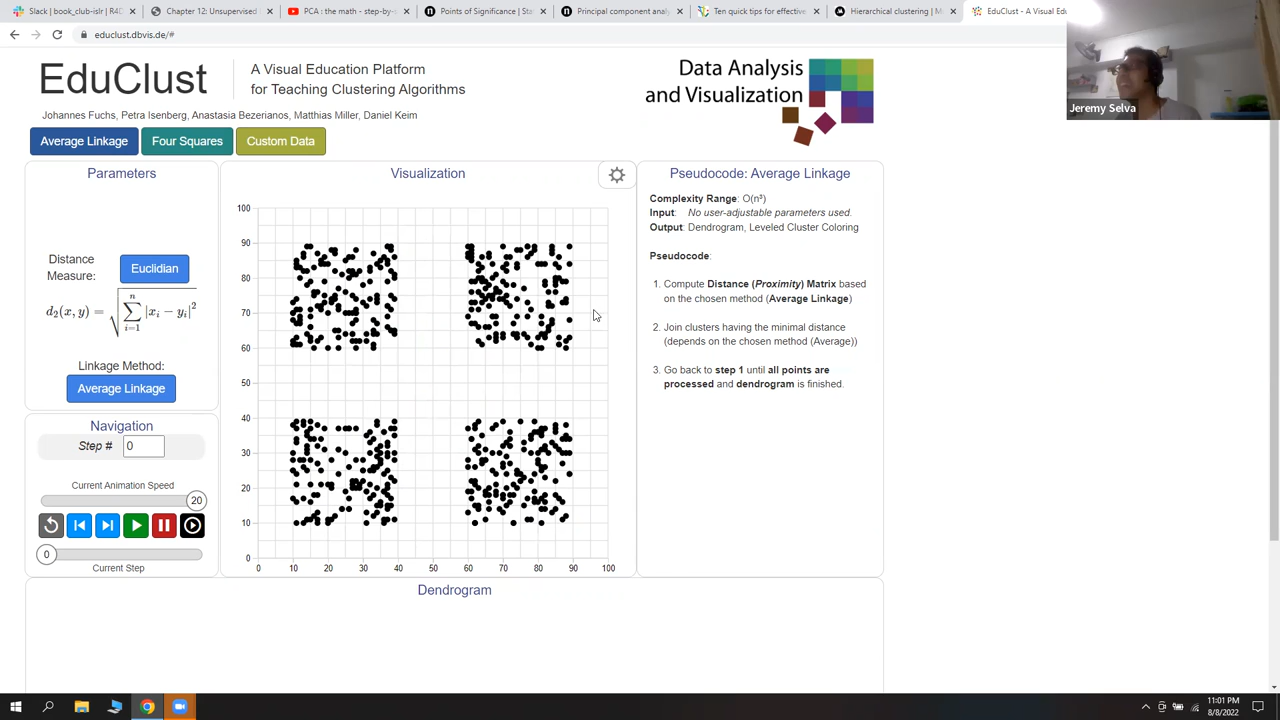 Slack | book_club-islr | R4D
Chapter 12: Unsupervised
PCA : the math - step-by-s
Points of Significance | Sta
Principal component anal
Ten quick tips for effective
Hierarchical clustering | M
EduClust - A Visual Ed
educlust.dbvis.de/#
EduClust
A Visual Education Platform
for Teaching Clustering Algorithms
Data Analysis
and Visualization
Johannes Fuchs, Petra Isenberg, Anastasia Bezerianos, Matthias Miller, Daniel Keim
Jeremy Selva
Average Linkage
Four Squares
Custom Data
Parameters
Distance
Measure:
Euclidian
d₂(x, y) = √∑ⁿᵢ₌₁ |xᵢ − yᵢ|²
Linkage Method:
Average Linkage
Navigation
Step #
0
Current Animation Speed
20
0
Current Step
Visualization
100
90
80
70
60
50
40
30
20
10
0
0 10 20 30 40 50 60 70 80 90 100
Pseudocode: Average Linkage
Complexity Range: O(n³)
Input: No user-adjustable parameters used.
Output: Dendrogram, Leveled Cluster Coloring
Pseudocode:
1. Compute Distance (Proximity) Matrix based
on the chosen method (Average Linkage)
2. Join clusters having the minimal distance
(depends on the chosen method (Average))
3. Go back to step 1 until all points are
processed and dendrogram is finished.
Dendrogram
11:01 PM
8/8/2022